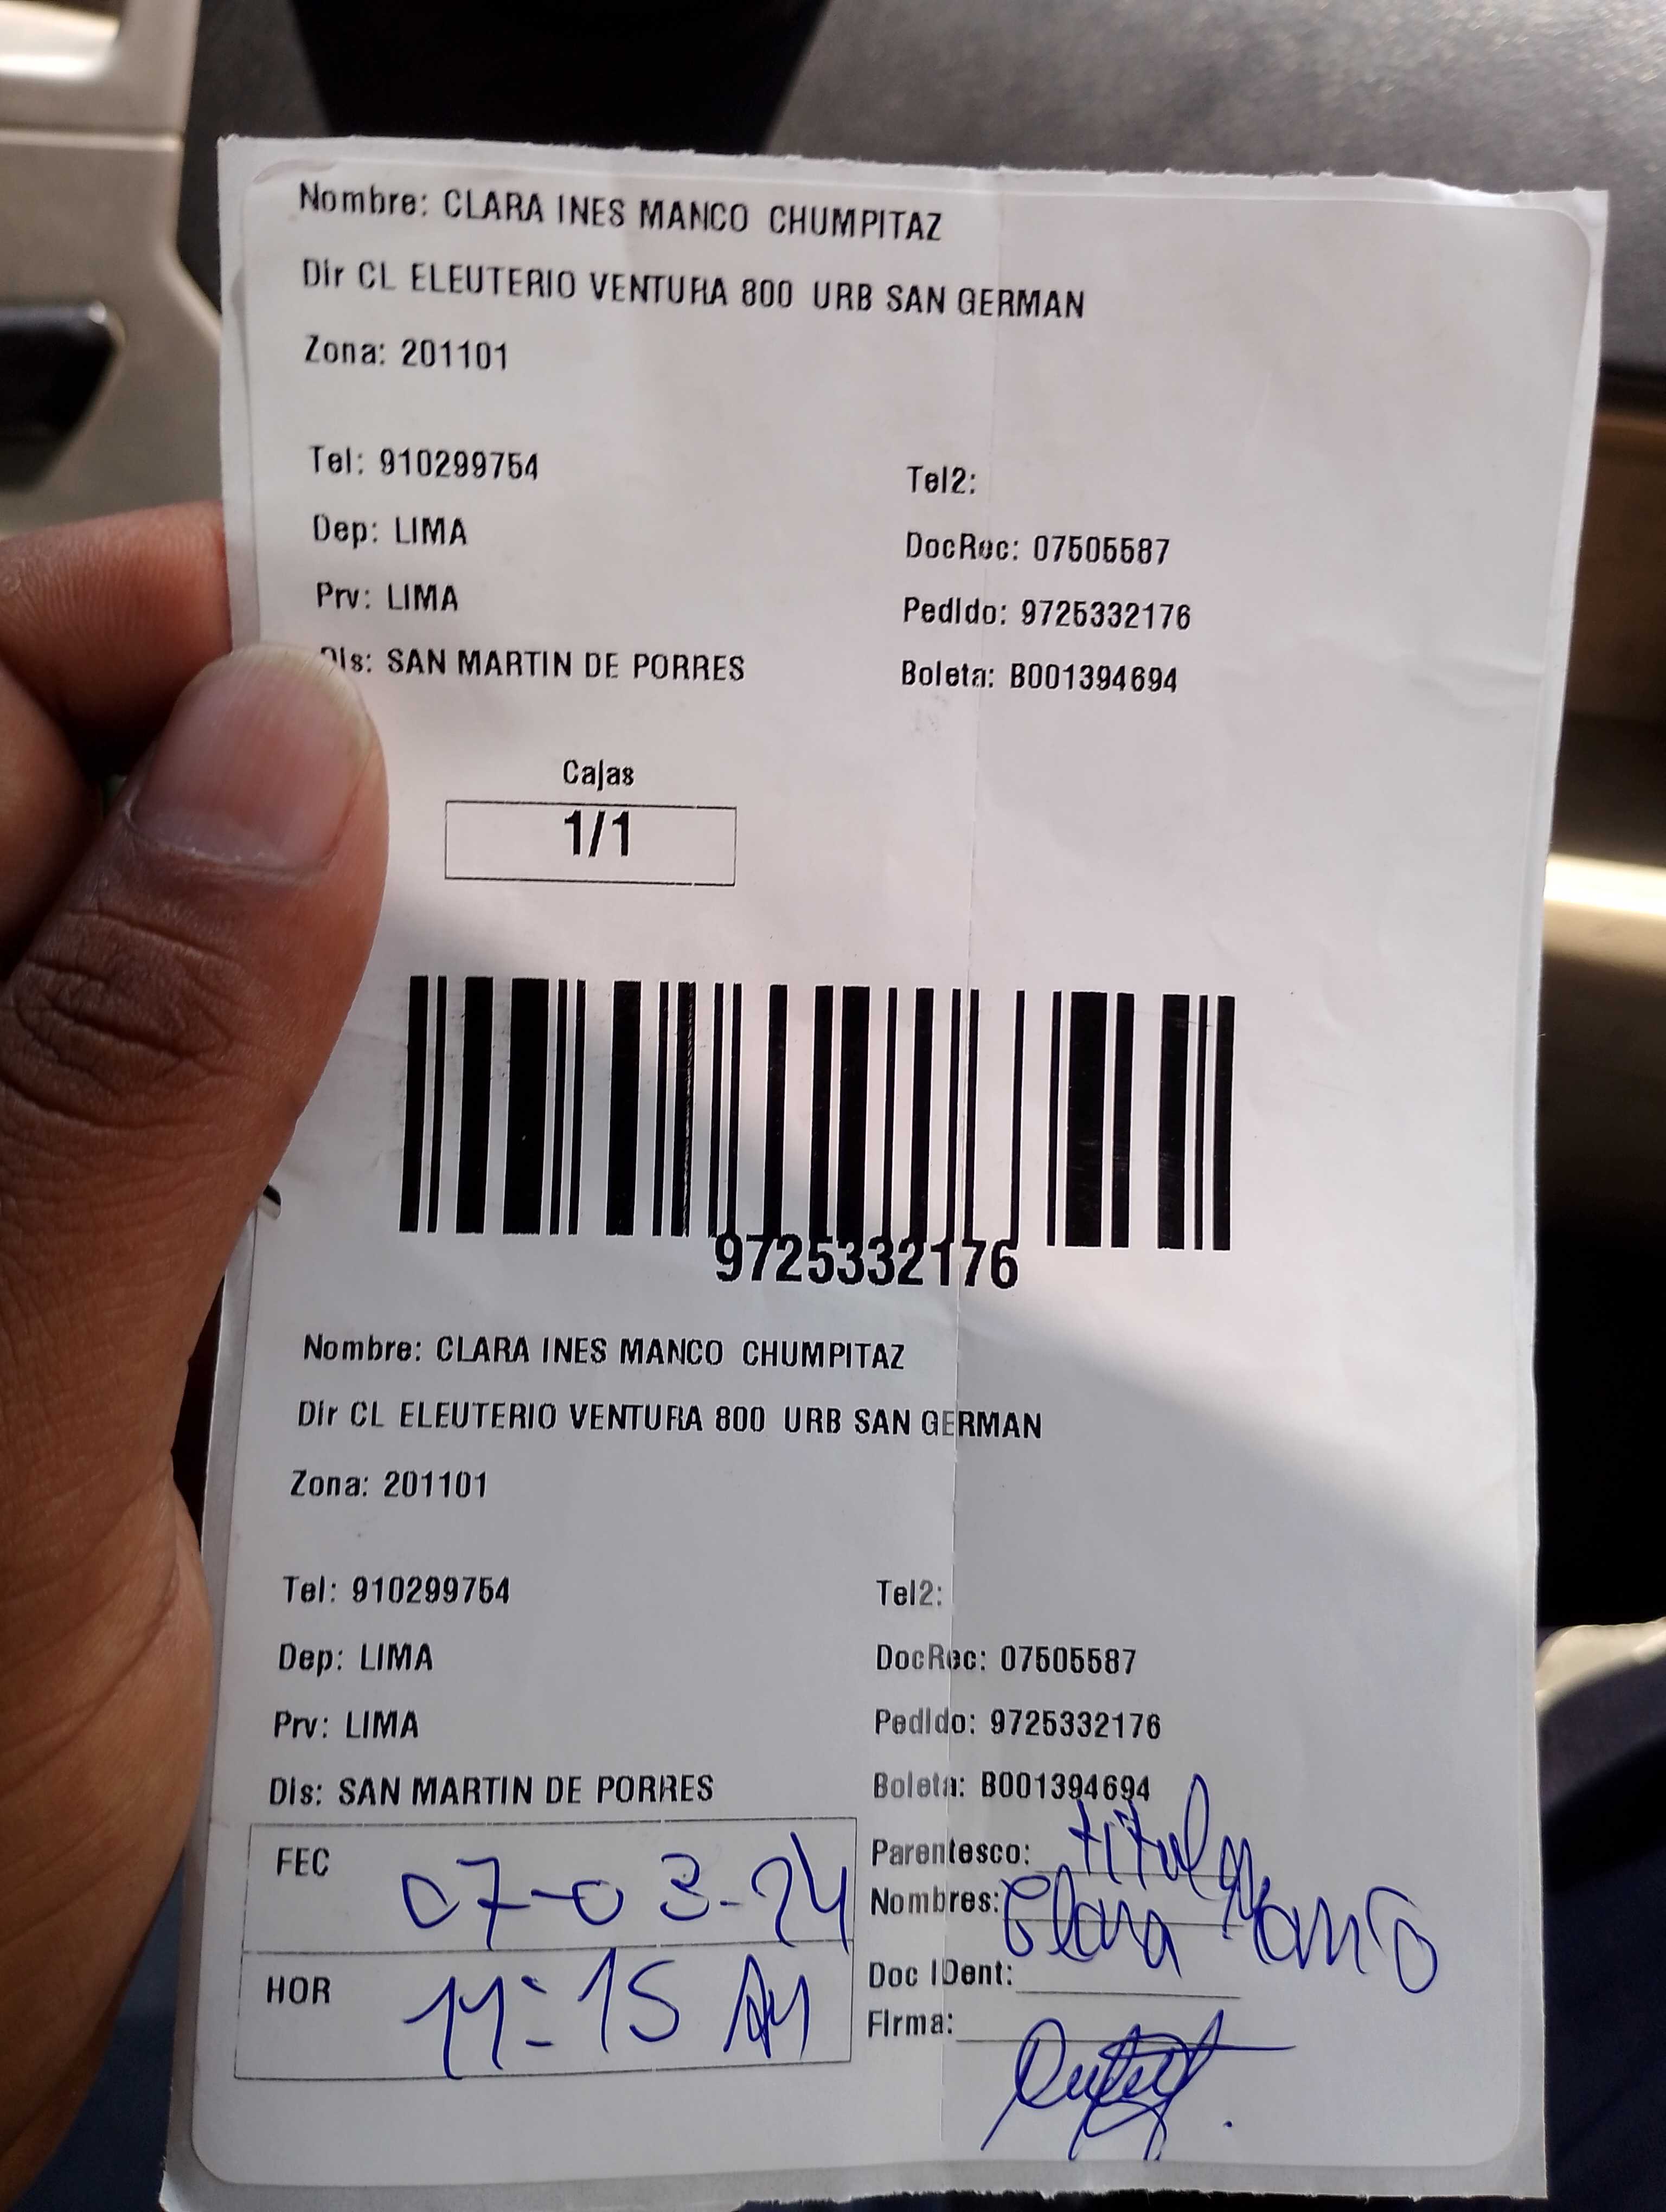 Nombre: CLARA INES MANCO CHUMPITAZ
Dir CL ELEUTERIO VENTURA 800 URB SAN GERMAN
Zona: 201101
Tel: 910299754
Tel2:
Dep: LIMA
DocRec: 07505587
Prv: LIMA
Pedido: 9725332176
Dis: SAN MARTIN DE PORRES
Boleta: B001394694
Cajas
1/1
9725332176
Nombre: CLARA INES MANCO CHUMPITAZ
Dir CL ELEUTERIO VENTURA 800 URB SAN GERMAN
Zona: 201101
Tel: 910299754
Tel2:
Dep: LIMA
DocRec: 07505587
Prv: LIMA
Pedido: 9725332176
Dis: SAN MARTIN DE PORRES
Boleta: B001394694
FEC 07-03-24
Parentesco: titular
Nombres: Clara Manco
HOR 11:15 AM
Doc IDent:
Firma: